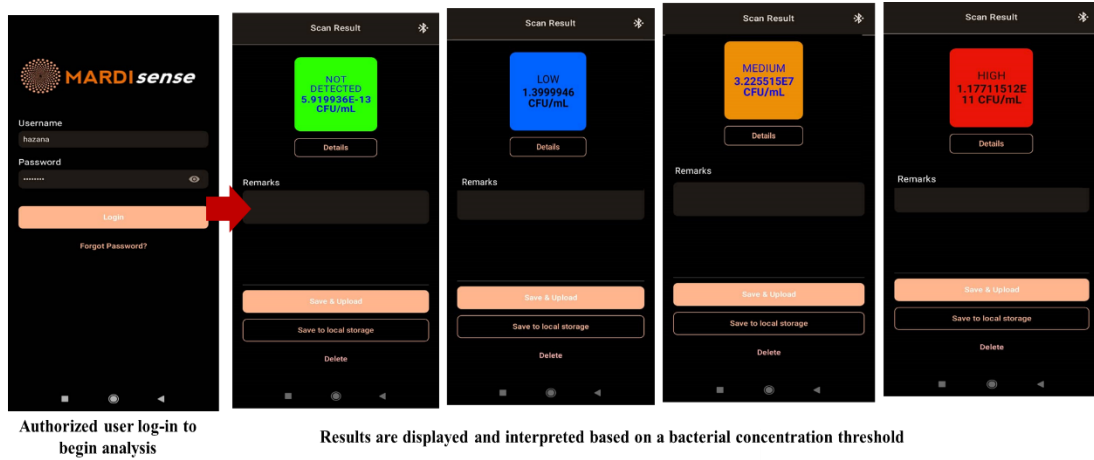 MARDIsense
Username
hazana
Password
........
Login
Forgot Password?
Scan Result
NOT
DETECTED
5.919936E-13
CFU/mL
Details
Remarks
Save & Upload
Save to local storage
Delete
Scan Result
LOW
1.3999946
CFU/mL
Details
Remarks
Save & Upload
Save to local storage
Delete
Scan Result
MEDIUM
3.225515E7
CFU/mL
Details
Remarks
Save & Upload
Save to local storage
Delete
Scan Result
HIGH
1.17711512E
11 CFU/mL
Details
Remarks
Save & Upload
Save to local storage
Delete
Authorized user log-in to
begin analysis
Results are displayed and interpreted based on a bacterial concentration threshold